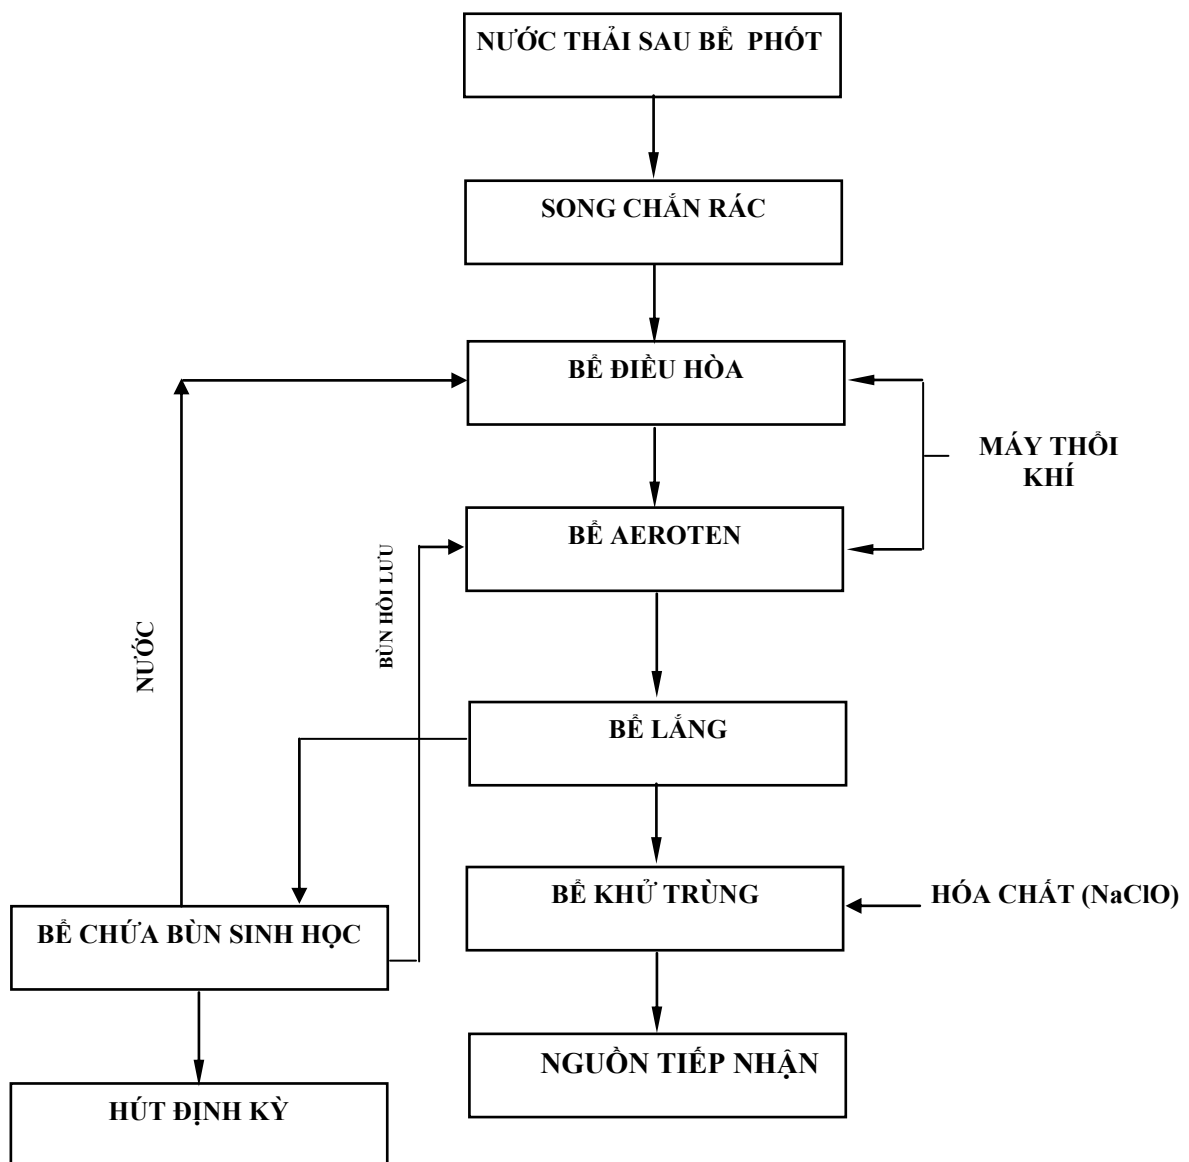 NƯỚC THẢI SAU BỂ PHỐT
SONG CHẮN RÁC
BỂ ĐIỀU HÒA
MÁY THỔI
KHÍ
BỂ AEROTEN
BÙN HỒI LƯU
NƯỚC
BỂ LẮNG
BỂ KHỬ TRÙNG
HÓA CHẤT (NaClO)
BỂ CHỨA BÙN SINH HỌC
NGUỒN TIẾP NHẬN
HÚT ĐỊNH KỲ